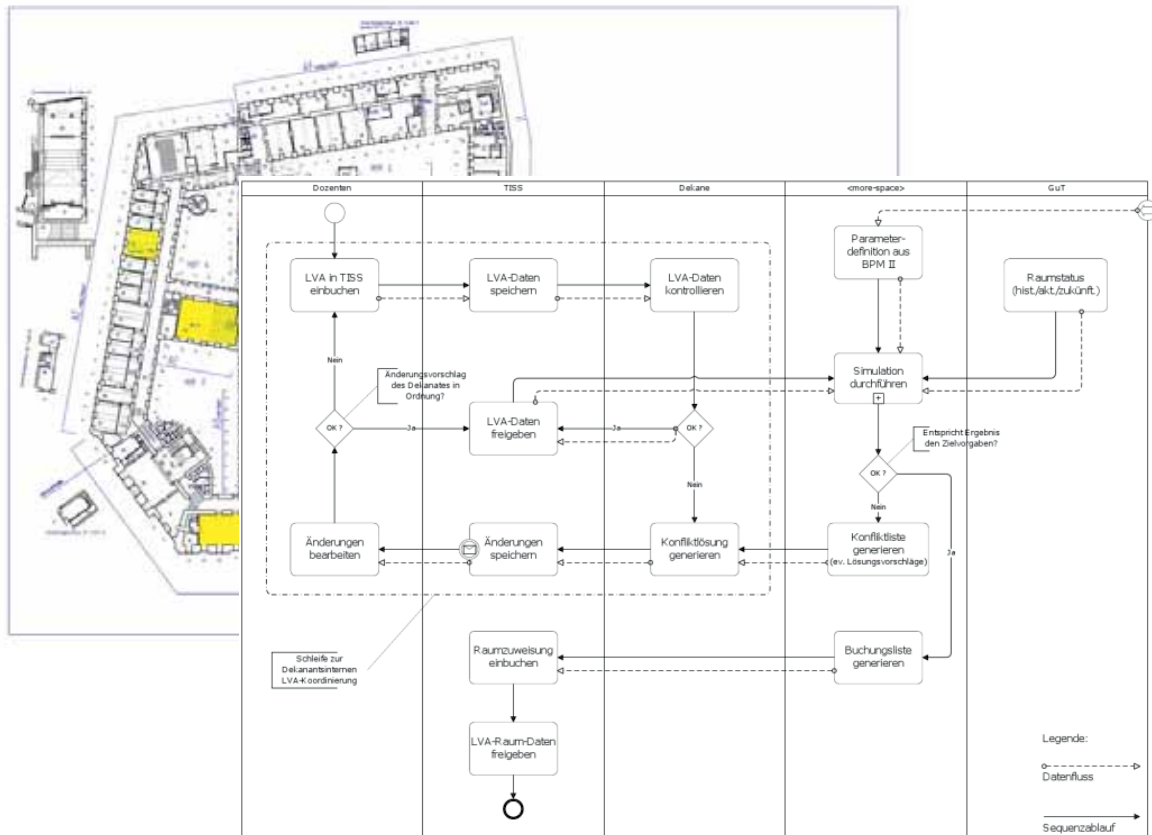 Dozenten
TISS
Dekane
<more-space>
GuT
LVA in TISS
einbuchen
LVA-Daten
speichern
LVA-Daten
kontrollieren
Parameter-
definition aus
BPM II
Raumstatus
(hist./akt./zukünft.)
Nein
Änderungsvorschlag
des Dekanates in
Ordnung?
Simulation
durchführen
OK ?
Ja
LVA-Daten
freigeben
Ja
OK ?
Entspricht Ergebnis
den Zielvorgaben?
OK ?
Nein
Nein
Änderungen
bearbeiten
Änderungen
speichern
Konfliktlösung
generieren
Konfliktliste
generieren
(ev. Lösungsvorschläge)
Ja
Schleife zur
Dekanantsinternen
LVA-Koordinierung
Raumzuweisung
einbuchen
Buchungsliste
generieren
LVA-Raum-Daten
freigeben
Legende:
Datenfluss
Sequenzablauf